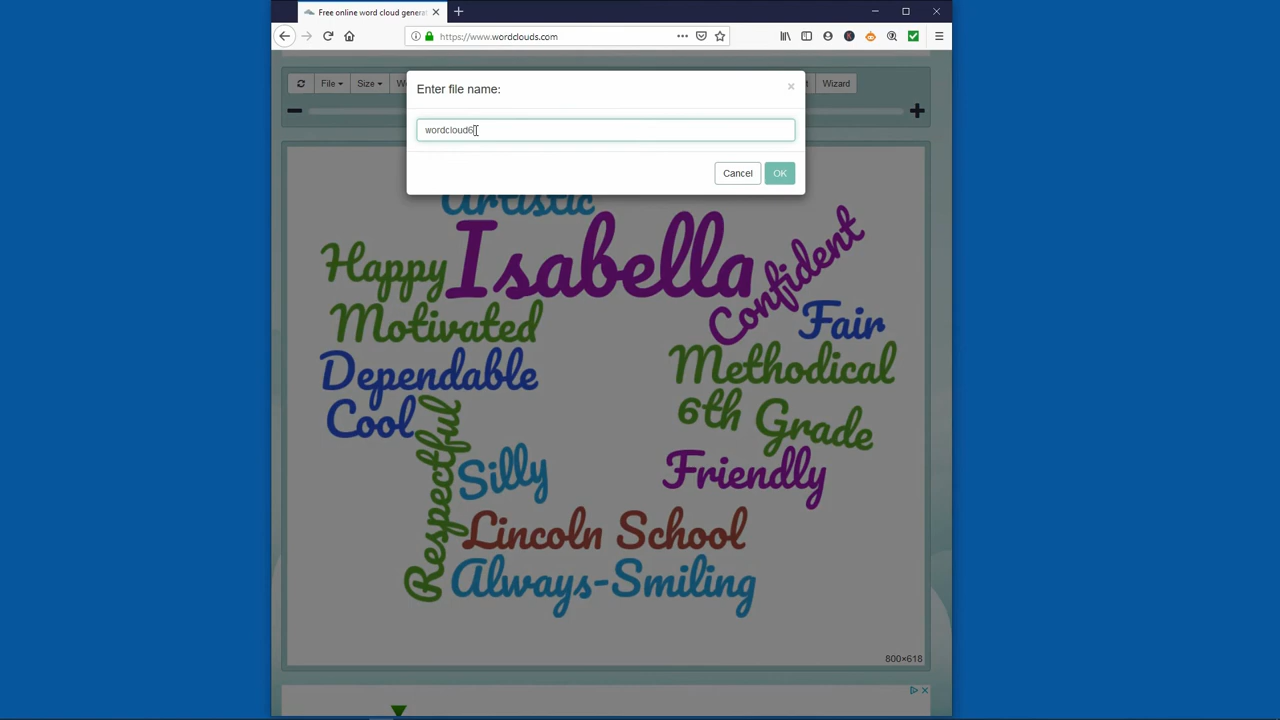 Free online word cloud genera
https://www.wordclouds.com
File
Size
Wizard
Enter file name:
wordcloud6
Cancel
OK
Artistic
Isabella
Happy
Confident
Motivated
Fair
Dependable
Methodical
Cool
6th Grade
Respectful
Silly
Friendly
Lincoln School
Always-Smiling
800×618